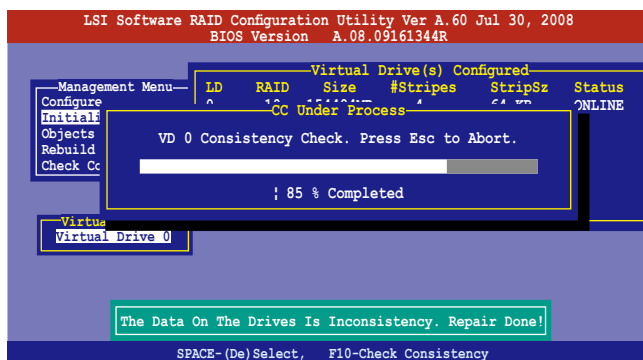 LSI Software RAID Configuration Utility Ver A.60 Jul 30, 2008
BIOS Version A.08.09161344R
Virtual Drive(s) Configured
Management Menu
LD RAID Size #Stripes StripSz Status
Configure
ONLINE
CC Under Process
Initiali
Objects
VD 0 Consistency Check. Press Esc to Abort.
Rebuild
Check Co
¦ 85 % Completed
Virtua
Virtual Drive 0
The Data On The Drives Is Inconsistency. Repair Done!
SPACE-(De)Select, F10-Check Consistency